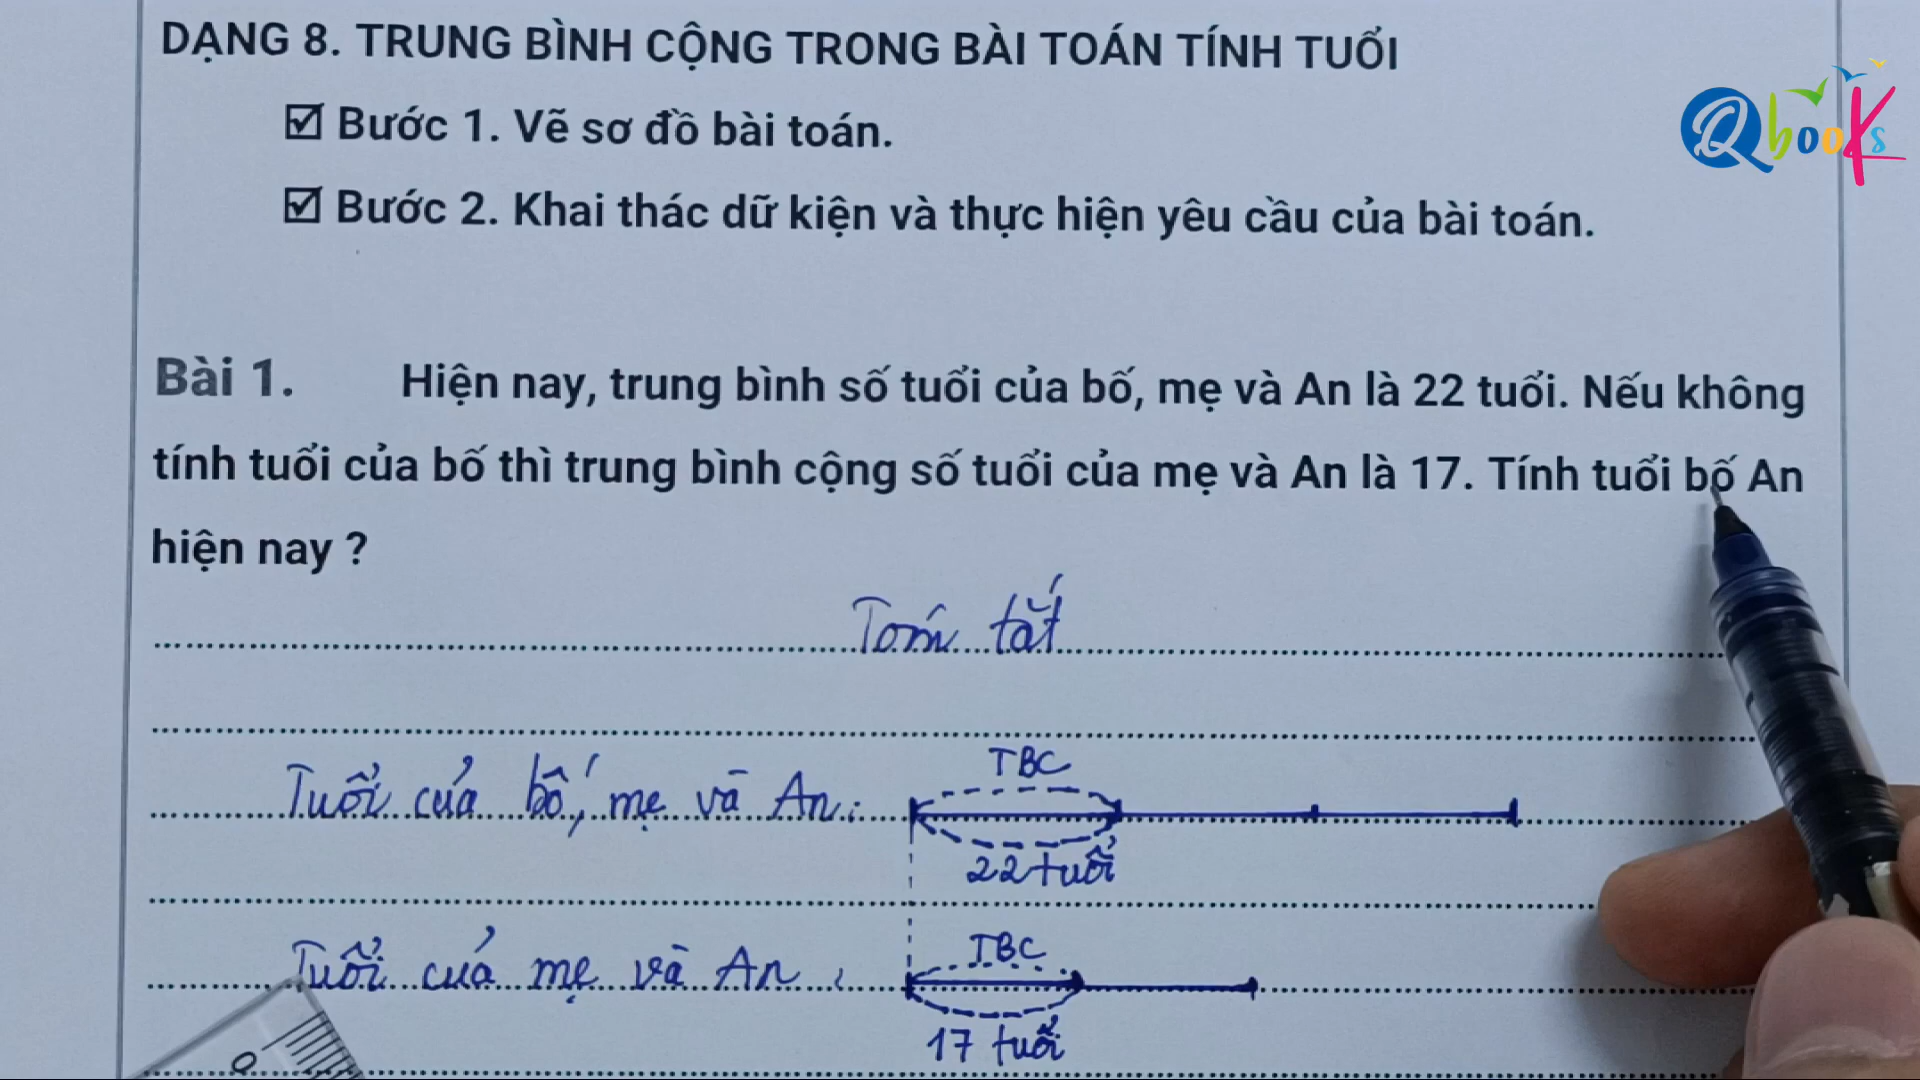 DẠNG 8. TRUNG BÌNH CỘNG TRONG BÀI TOÁN TÍNH TUỔI
Qbooks
☑ Bước 1. Vẽ sơ đồ bài toán.
☑ Bước 2. Khai thác dữ kiện và thực hiện yêu cầu của bài toán.
Bài 1. Hiện nay, trung bình số tuổi của bố, mẹ và An là 22 tuổi. Nếu không
tính tuổi của bố thì trung bình cộng số tuổi của mẹ và An là 17. Tính tuổi bố An
hiện nay ?
Tóm tắt
TBC
Tuổi của bố, mẹ và An:
22 tuổi
TBC
Tuổi của mẹ và An :
17 tuổi
0